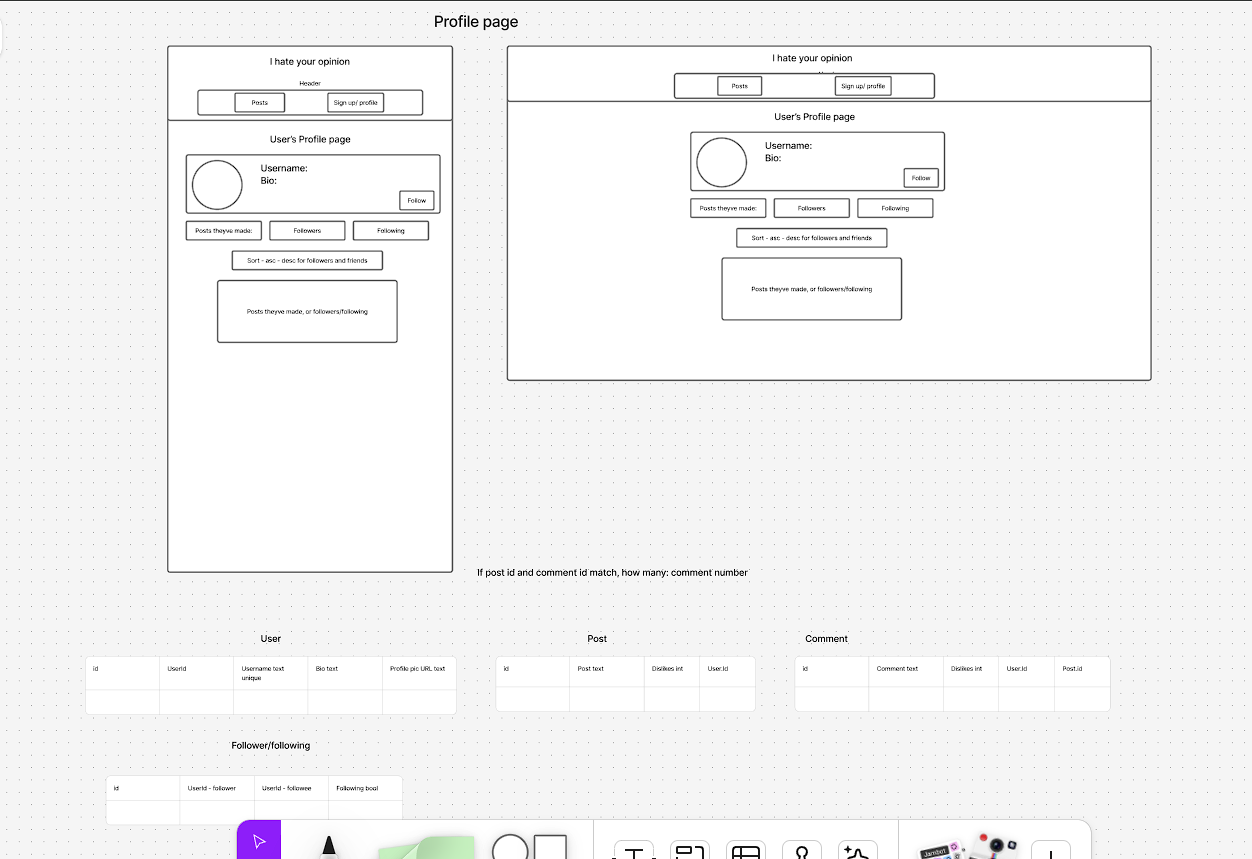 Profile page
I hate your opinion
Header
Posts
Sign up/ profile
User's Profile page
Username:
Bio:
Follow
Posts theyve made:
Followers
Following
Sort - asc - desc for followers and friends
Posts theyve made, or followers/following
I hate your opinion
Posts
Sign up/ profile
User's Profile page
Username:
Bio:
Follow
Posts theyve made:
Followers
Following
Sort - asc - desc for followers and friends
Posts theyve made, or followers/following
If post id and comment id match, how many: comment number
User
id
UserId
Username text
unique
Bio text
Profile pic URL text
Post
id
Post text
Dislikes int
User.Id
Comment
id
Comment text
Dislikes int
User.Id
Post.id
Follower/following
id
UserId - follower
UserId - followee
Following bool
Jambot